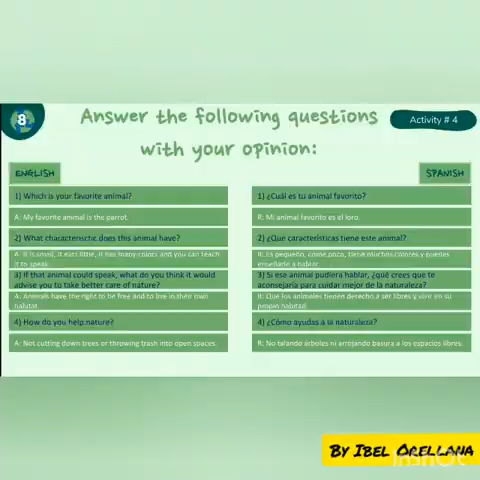 8
Answer the following questions
with your opinion:
Activity # 4
ENGLISH
1) Which is your favorite animal?
A: My favorite animal is the parrot.
2) What characteristic does this animal have?
A: It is small, it eats little, it has many colors and you can teach
it to speak.
3) If that animal could speak, what do you think it would
advise you to take better care of nature?
A: Animals have the right to be free and to live in their own
habitat.
4) How do you help nature?
A: Not cutting down trees or throwing trash into open spaces.
SPANISH
1) ¿Cuál es tu animal favorito?
R: Mi animal favorito es el loro.
2) ¿Que características tiene este animal?
R: Es pequeño, come poco, tiene muchos colores y puedes
enseñarle a hablar.
3) Si ese animal pudiera hablar, ¿qué crees que te
aconsejaría para cuidar mejor de la naturaleza?
R: Que los animales tienen derecho a ser libres y vivir en su
propio habitad.
4) ¿Cómo ayudas a la naturaleza?
R: No talando árboles ni arrojando basura a los espacios libres.
By Ibel Orellana
InShOt